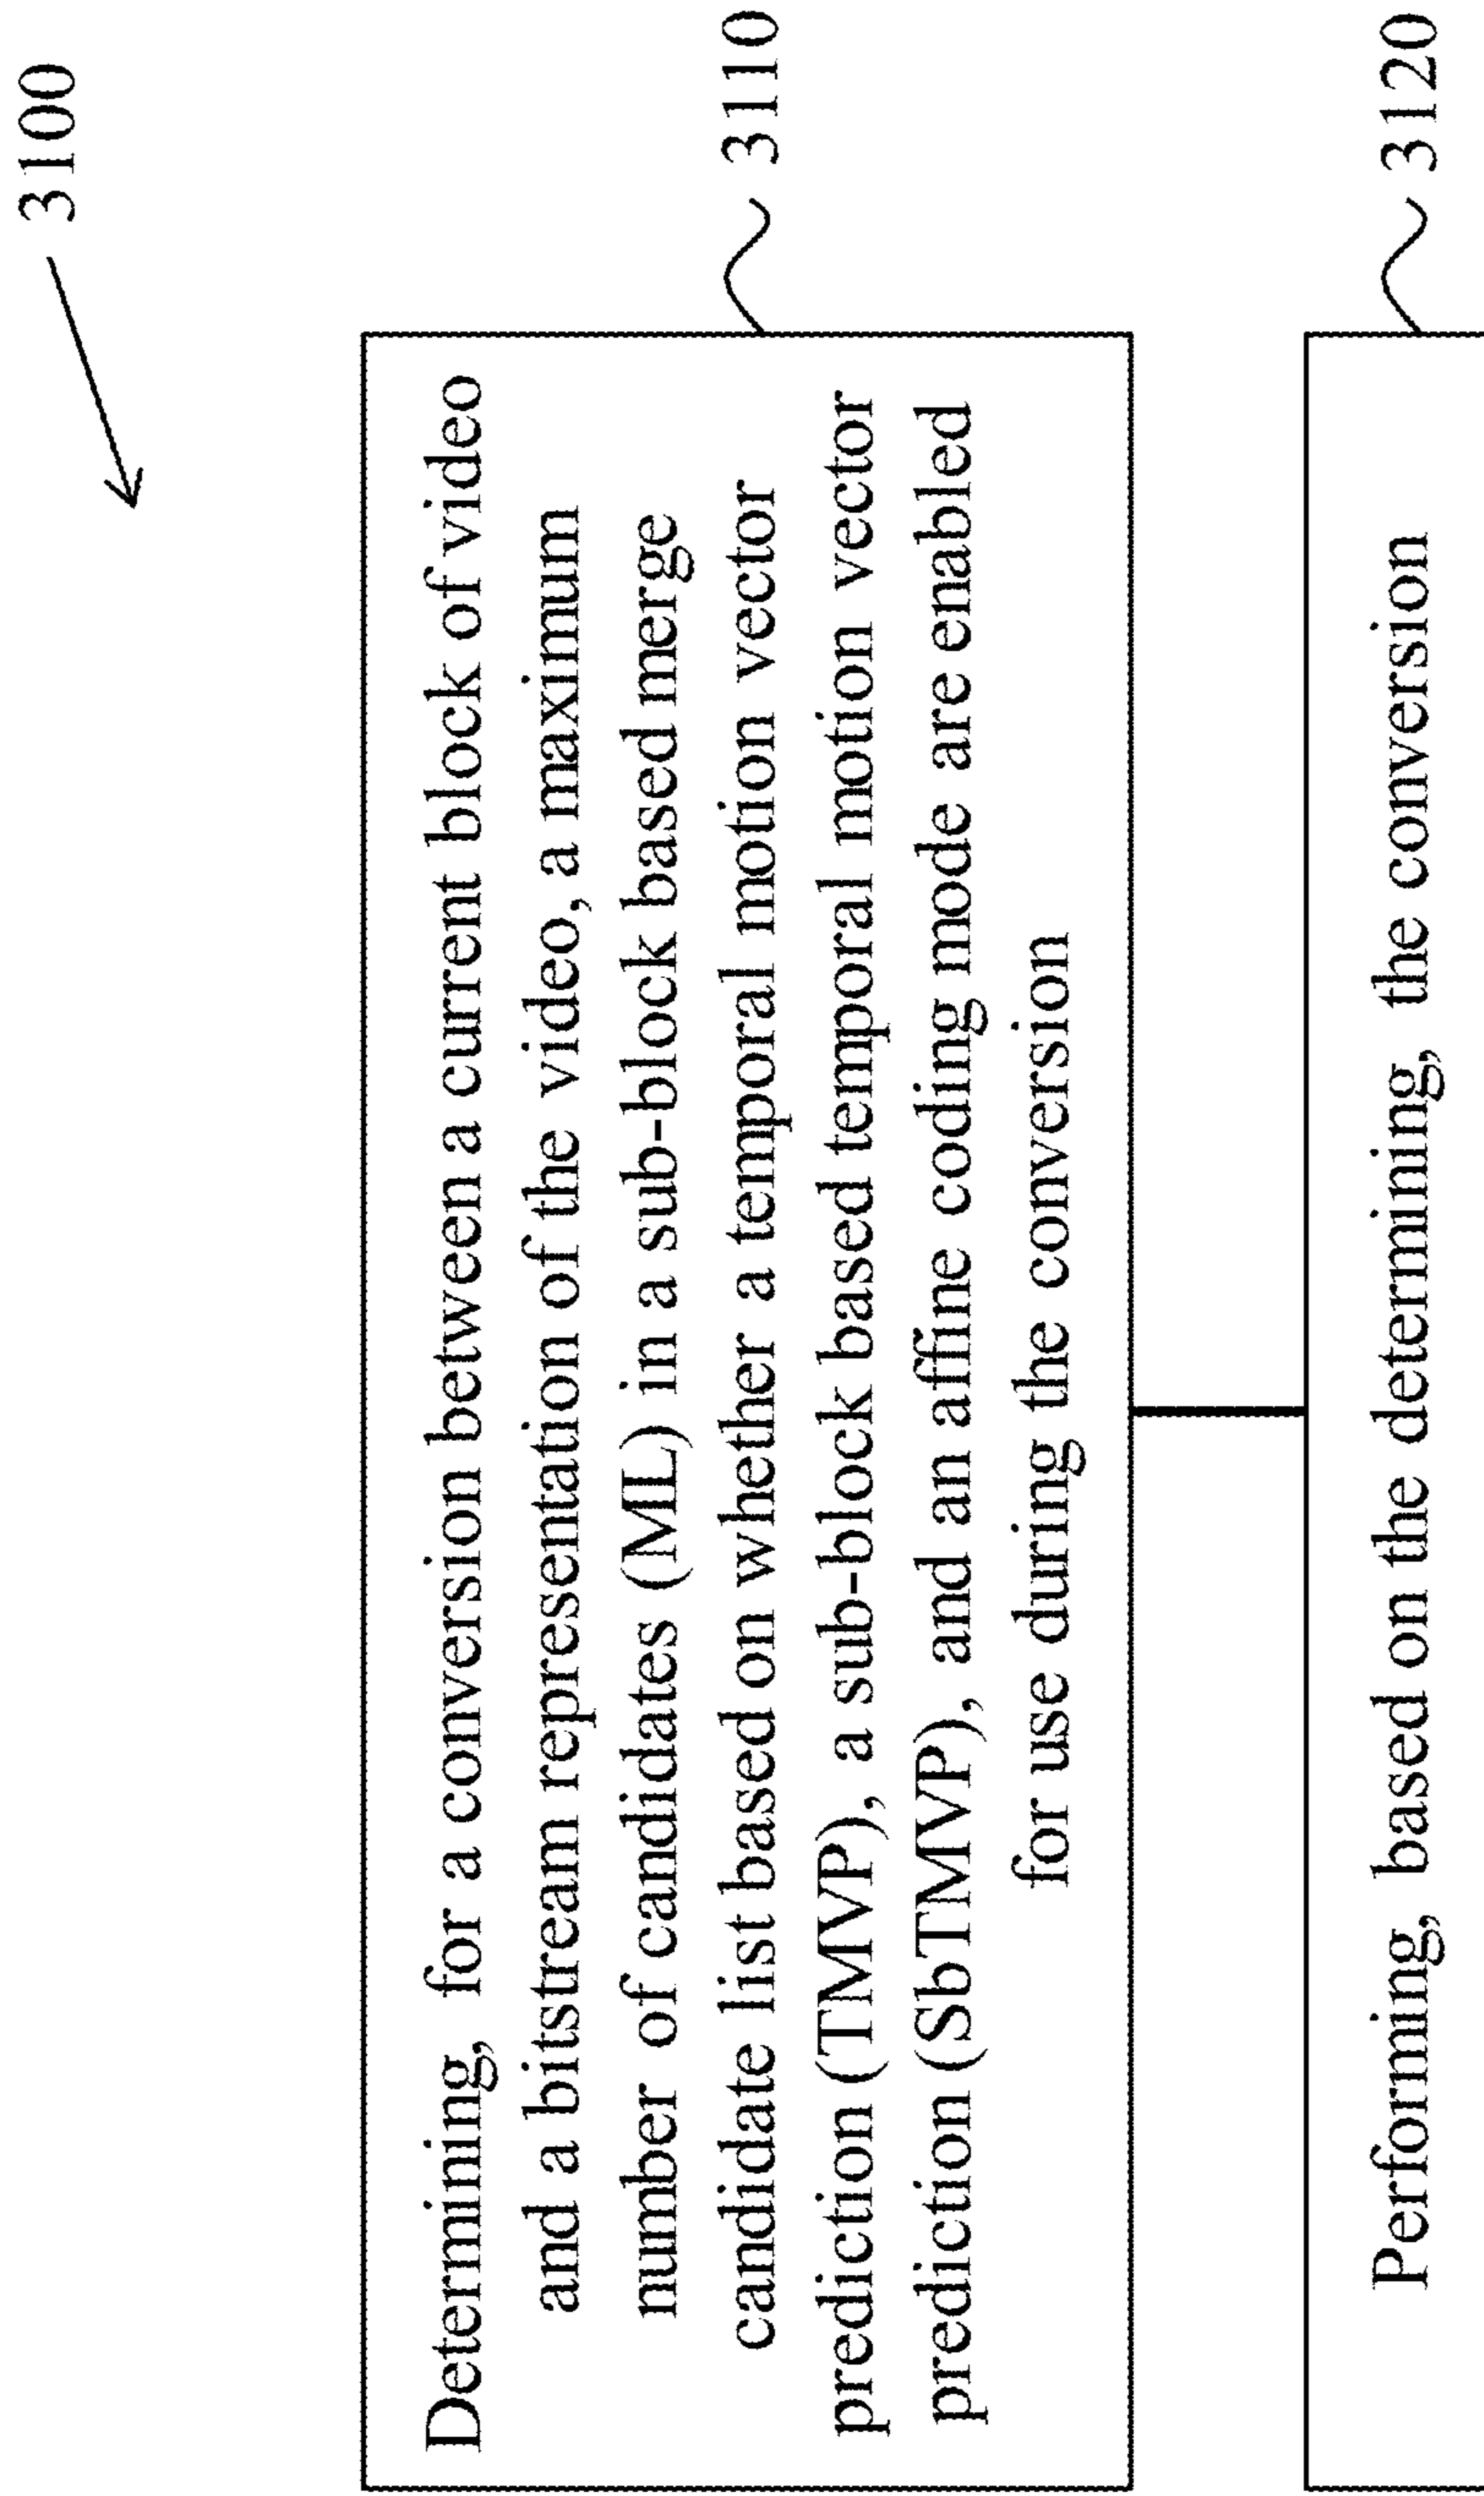 3100
Determining, for a conversion between a current block of video
and a bitstream representation of the video, a maximum
number of candidates (ML) in a sub-block based merge
candidate list based on whether a temporal motion vector
prediction (TMVP), a sub-block based temporal motion vector
prediction (SbTMVP), and an affine coding mode are enabled
for use during the conversion
3110
Performing, based on the determining, the conversion
3120